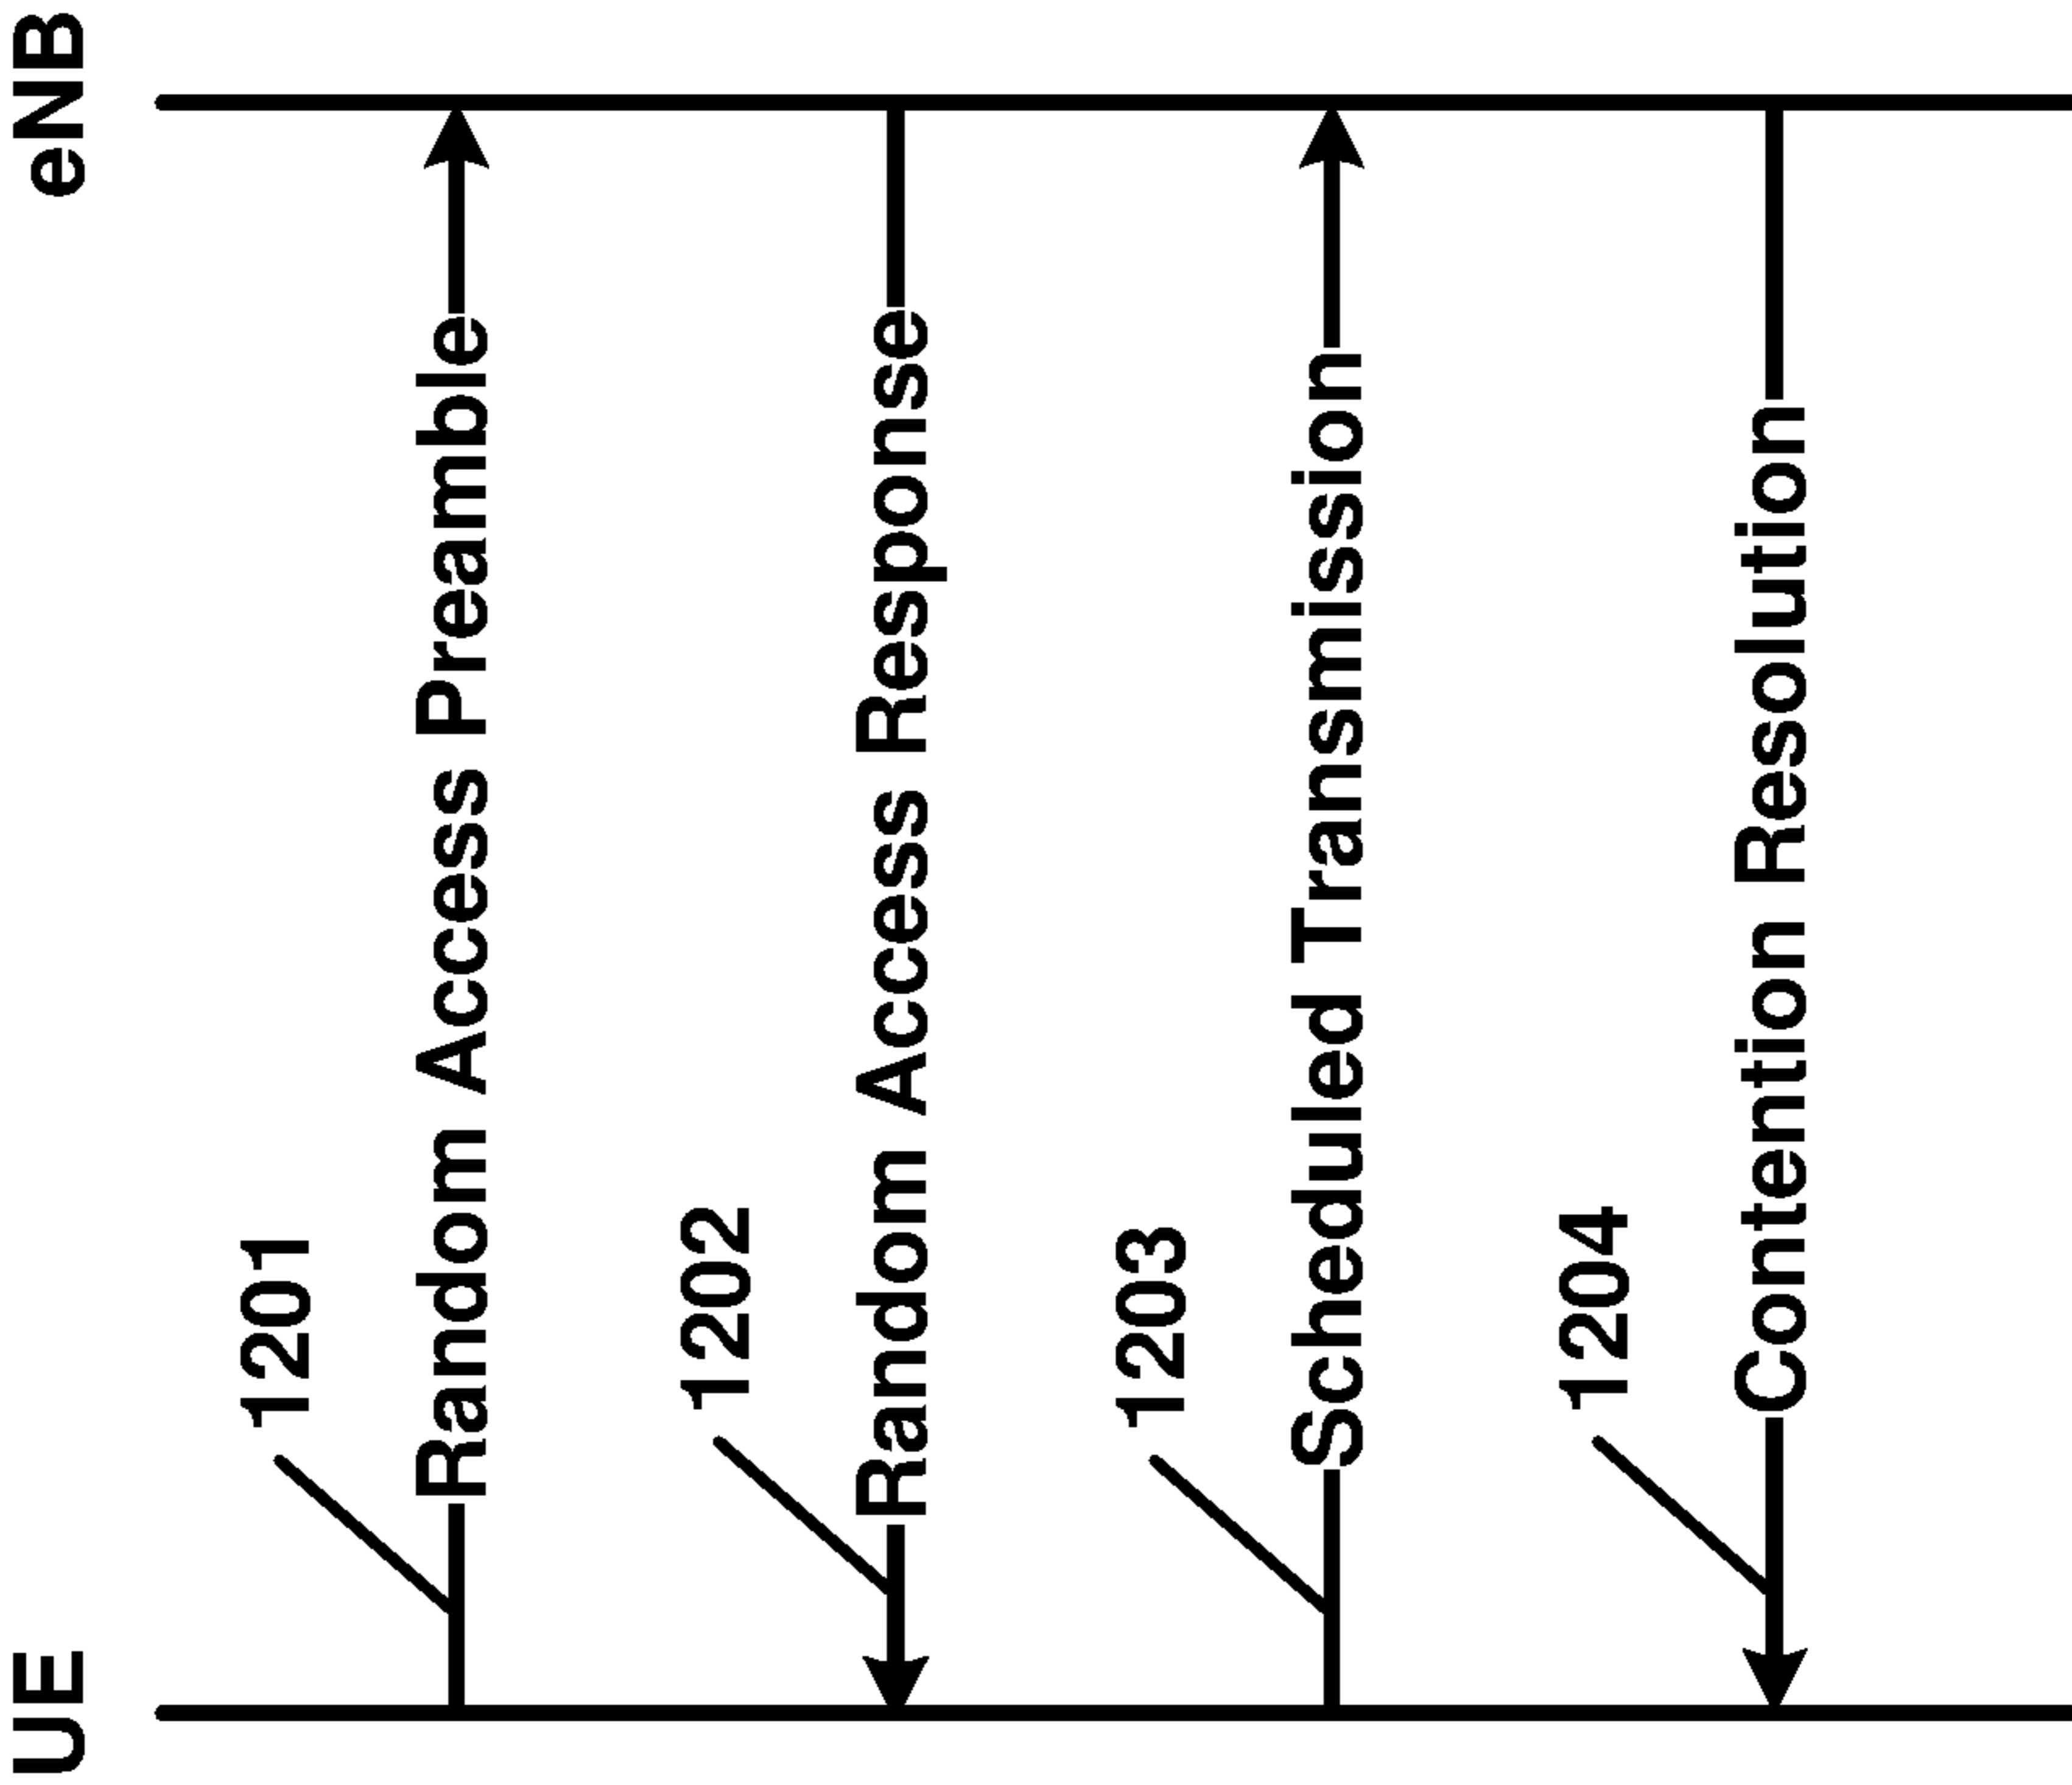 UE
eNB
1201
Random Access Preamble
1202
Random Access Response
1203
Scheduled Transmission
1204
Contention Resolution